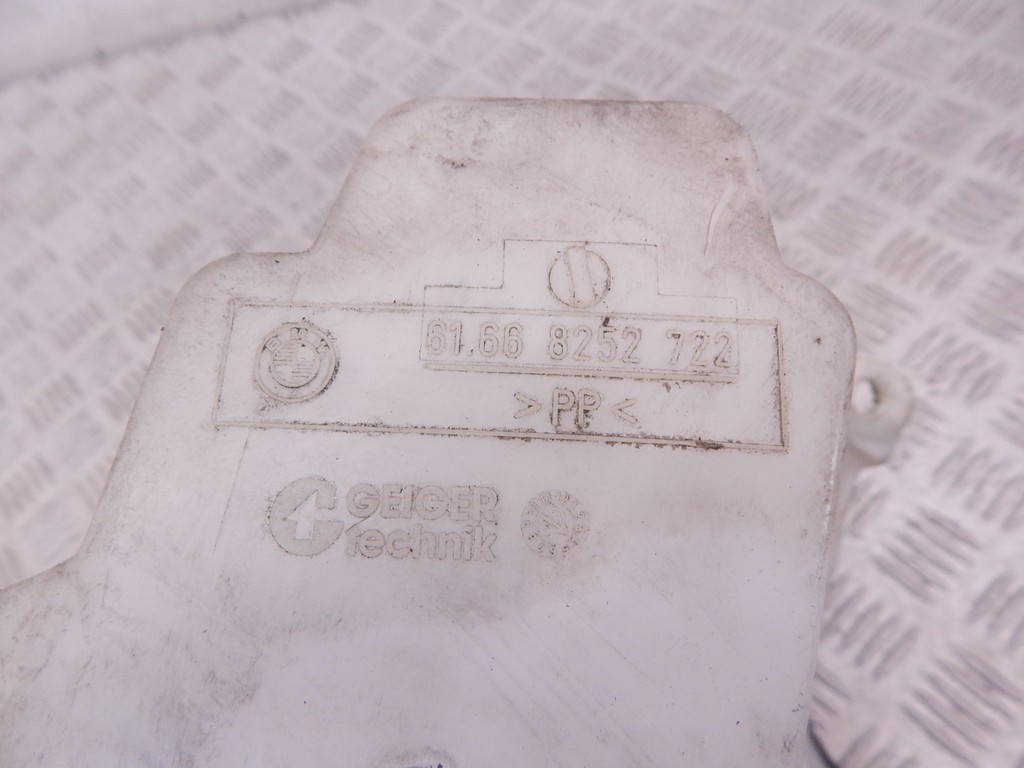 61.66 8252 722
>PP<
GEIGER
Technik